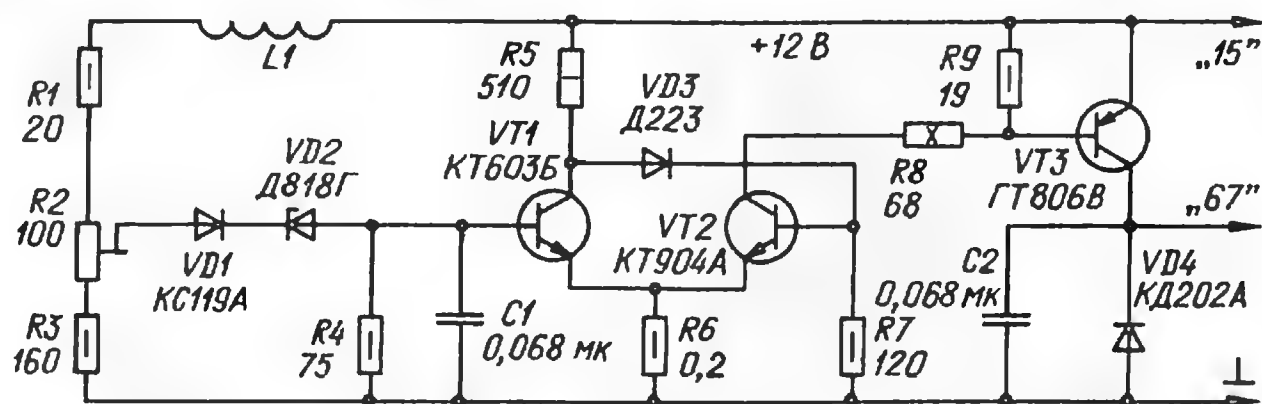 L1
+12 В
„15”
R1
20
R5
510
VD3
Д223
R9
19
VT1
КТ603Б
VD2
Д818Г
R8
68
VT3
ГТ806В
R2
100
„67”
VD1
КС119А
VT2
КТ904А
C2
0,068 мк
VD4
КД202А
R3
160
R4
75
C1
0,068 мк
R6
0,2
R7
120